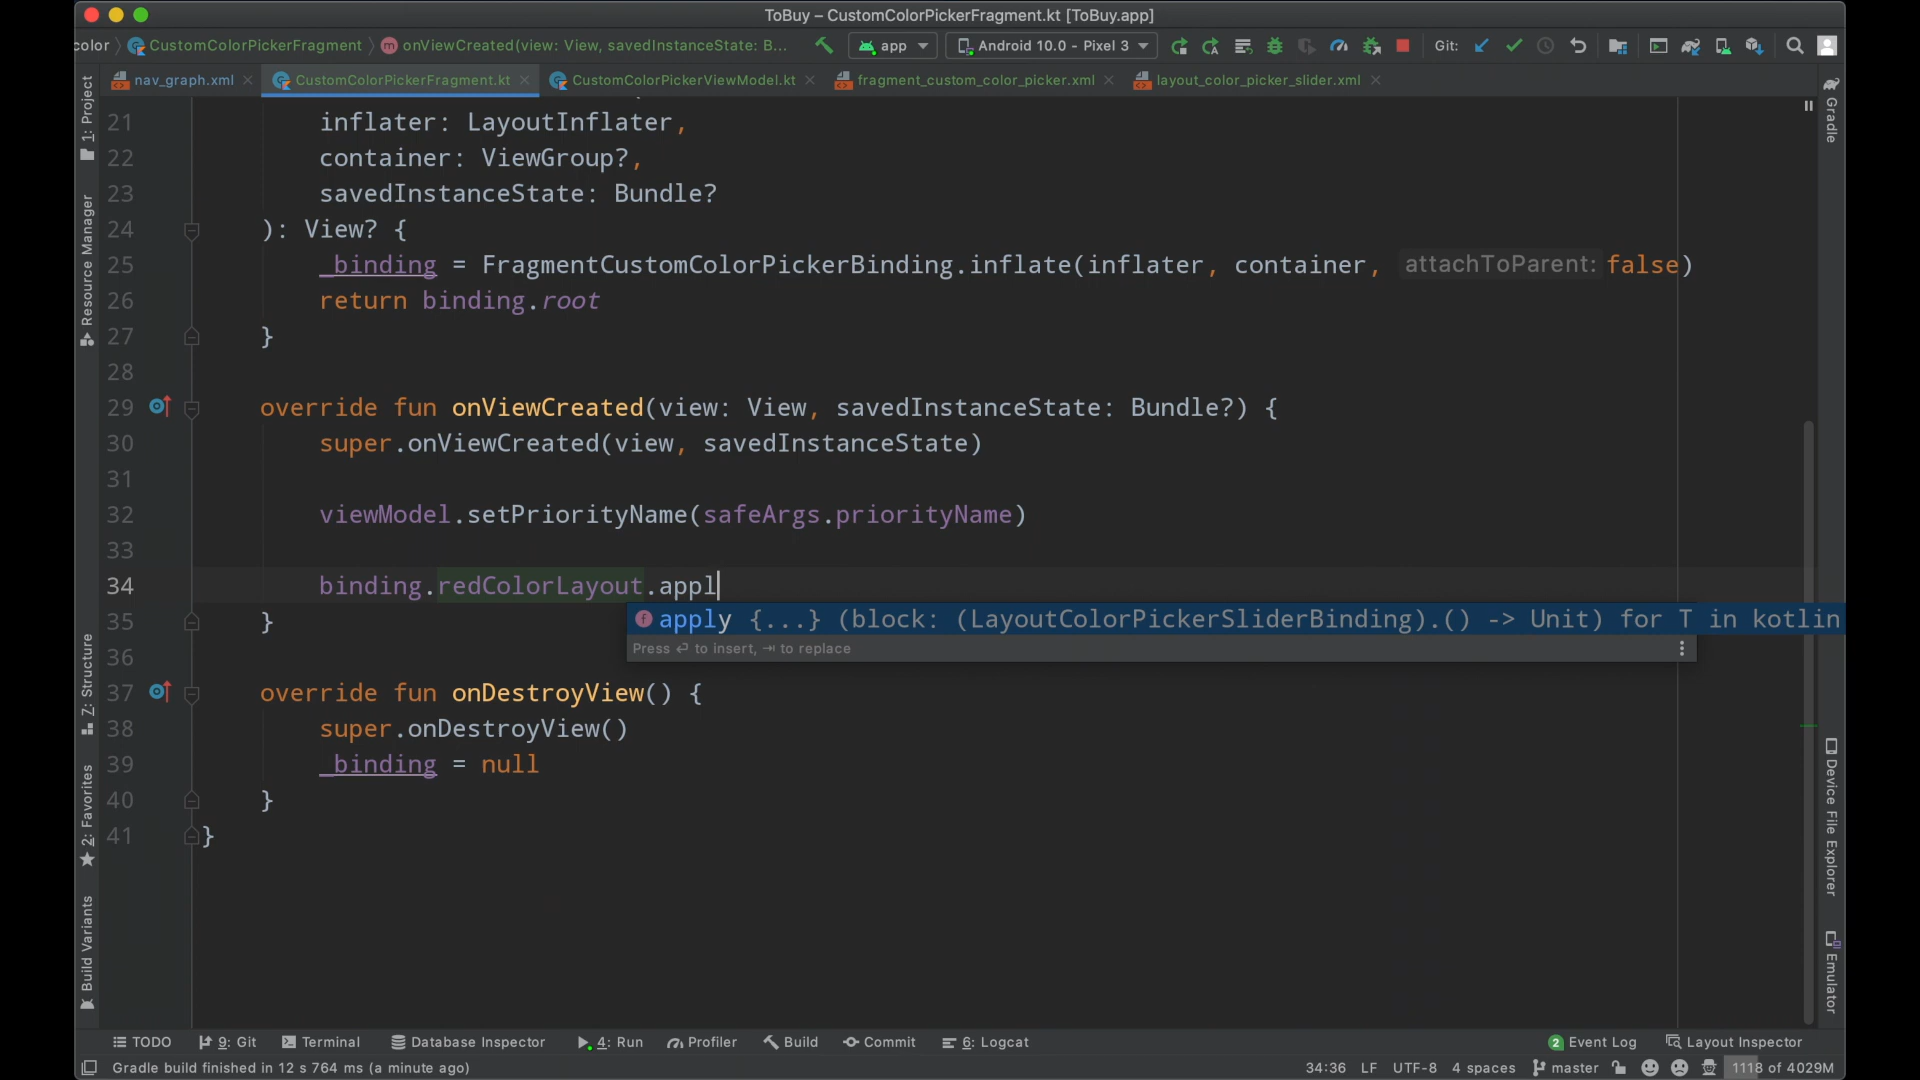 ToBuy – CustomColorPickerFragment.kt [ToBuy.app]
color CustomColorPickerFragment onViewCreated(view: View, savedInstanceState: B... app Android 10.0 - Pixel 3 Git:
nav_graph.xml CustomColorPickerFragment.kt CustomColorPickerViewModel.kt fragment_custom_color_picker.xml layout_color_picker_slider.xml
1: Project
Resource Manager
7: Structure
2: Favorites
Build Variants
21 inflater: LayoutInflater,
22 container: ViewGroup?,
23 savedInstanceState: Bundle?
24 ): View? {
25 _binding = FragmentCustomColorPickerBinding.inflate(inflater, container, attachToParent: false)
26 return binding.root
27 }
28
29 override fun onViewCreated(view: View, savedInstanceState: Bundle?) {
30 super.onViewCreated(view, savedInstanceState)
31
32 viewModel.setPriorityName(safeArgs.priorityName)
33
34 binding.redColorLayout.appl
f apply {...} (block: (LayoutColorPickerSliderBinding).() -> Unit) for T in kotlin
Press ⏎ to insert, ⇥ to replace
35 }
36
37 override fun onDestroyView() {
38 super.onDestroyView()
39 _binding = null
40 }
41 }
Gradle
Device File Explorer
Emulator
TODO 9: Git Terminal Database Inspector 4: Run Profiler Build Commit 6: Logcat 2 Event Log Layout Inspector
Gradle build finished in 12 s 764 ms (a minute ago) 34:36 LF UTF-8 4 spaces master 1118 of 4029M